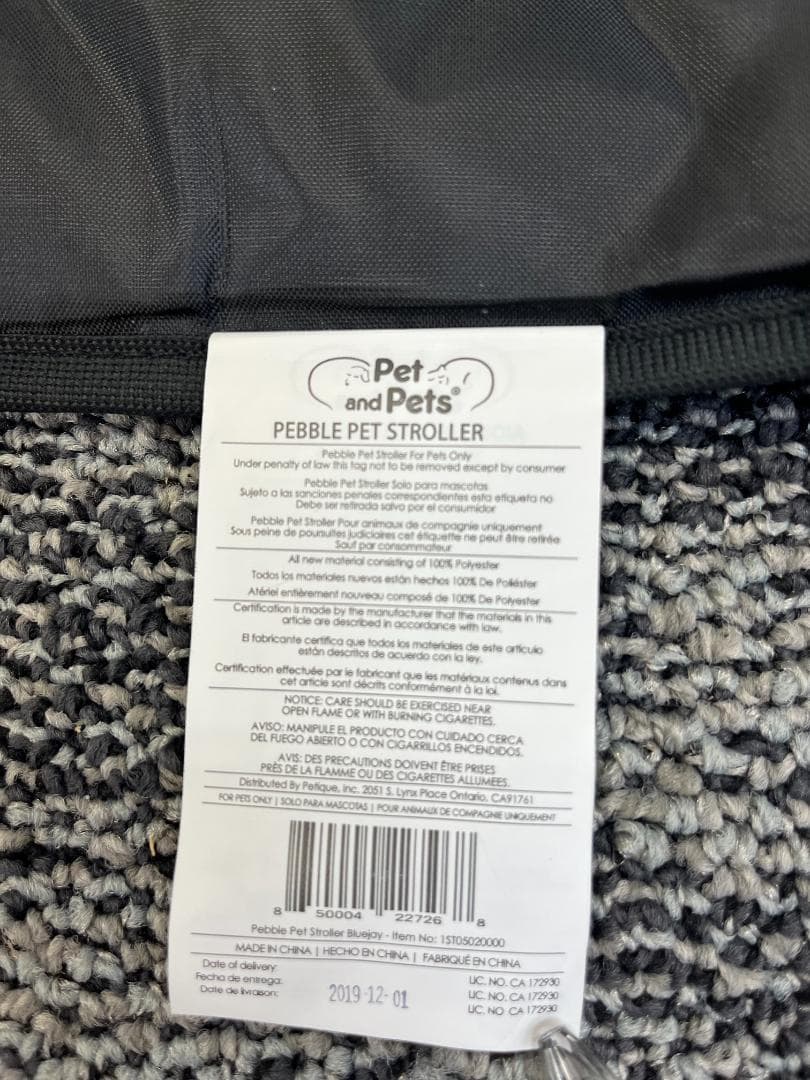 Pet
and Pets®
PEBBLE PET STROLLER
Pebble Pet Stroller For Pets Only
Under penalty of law this tag not to be removed except by consumer
Pebble Pet Stroller Solo para mascotas
Sujeto a las sanciones penales correspondientes esta etiqueta no
Debe ser retirada salvo por el consumidor
Pebble Pet Stroller Pour animaux de compagnie uniquement
Sous peine de poursuites judiciaires cet étiquette ne peut être retirée
Sauf par consommateur
All new material consisting of 100% Polyester
Todos los materiales nuevos están hechos 100% De Poliéster
Atériel entièrement nouveau composé de 100% De Polyester
Certification is made by the manufacturer that the materials in this
article are described in accordance with law.
El fabricante certifica que todos los materiales de este artículo
están descritos de acuerdo con la ley.
Certification effectuée par le fabricant que les matériaux contenus dans
cet article sont décrits conformément à la loi.
NOTICE: CARE SHOULD BE EXERCISED NEAR
OPEN FLAME OR WITH BURNING CIGARETTES.
AVISO: MANIPULE EL PRODUCTO CON CUIDADO CERCA
DEL FUEGO ABIERTO O CON CIGARRILLOS ENCENDIDOS.
AVIS: DES PRECAUTIONS DOIVENT ÊTRE PRISES
PRÈS DE LA FLAMME OU DES CIGARETTES ALLUMÉES.
Distributed By Petique, Inc. 2051 S. Lynx Place Ontario, CA91761
FOR PETS ONLY | SOLO PARA MASCOTAS | POUR ANIMAUX DE COMPAGNIE UNIQUEMENT
8 50004 22726 8
Pebble Pet Stroller Bluejay - Item No: 1ST05020000
MADE IN CHINA | HECHO EN CHINA | FABRIQUÉ EN CHINA
Date of delivery:
Fecha de entrega:
Date de livraison:
2019-12-01
LIC. NO. CA 172930
LIC. NO. CA 172930
LIC. NO CA 172930